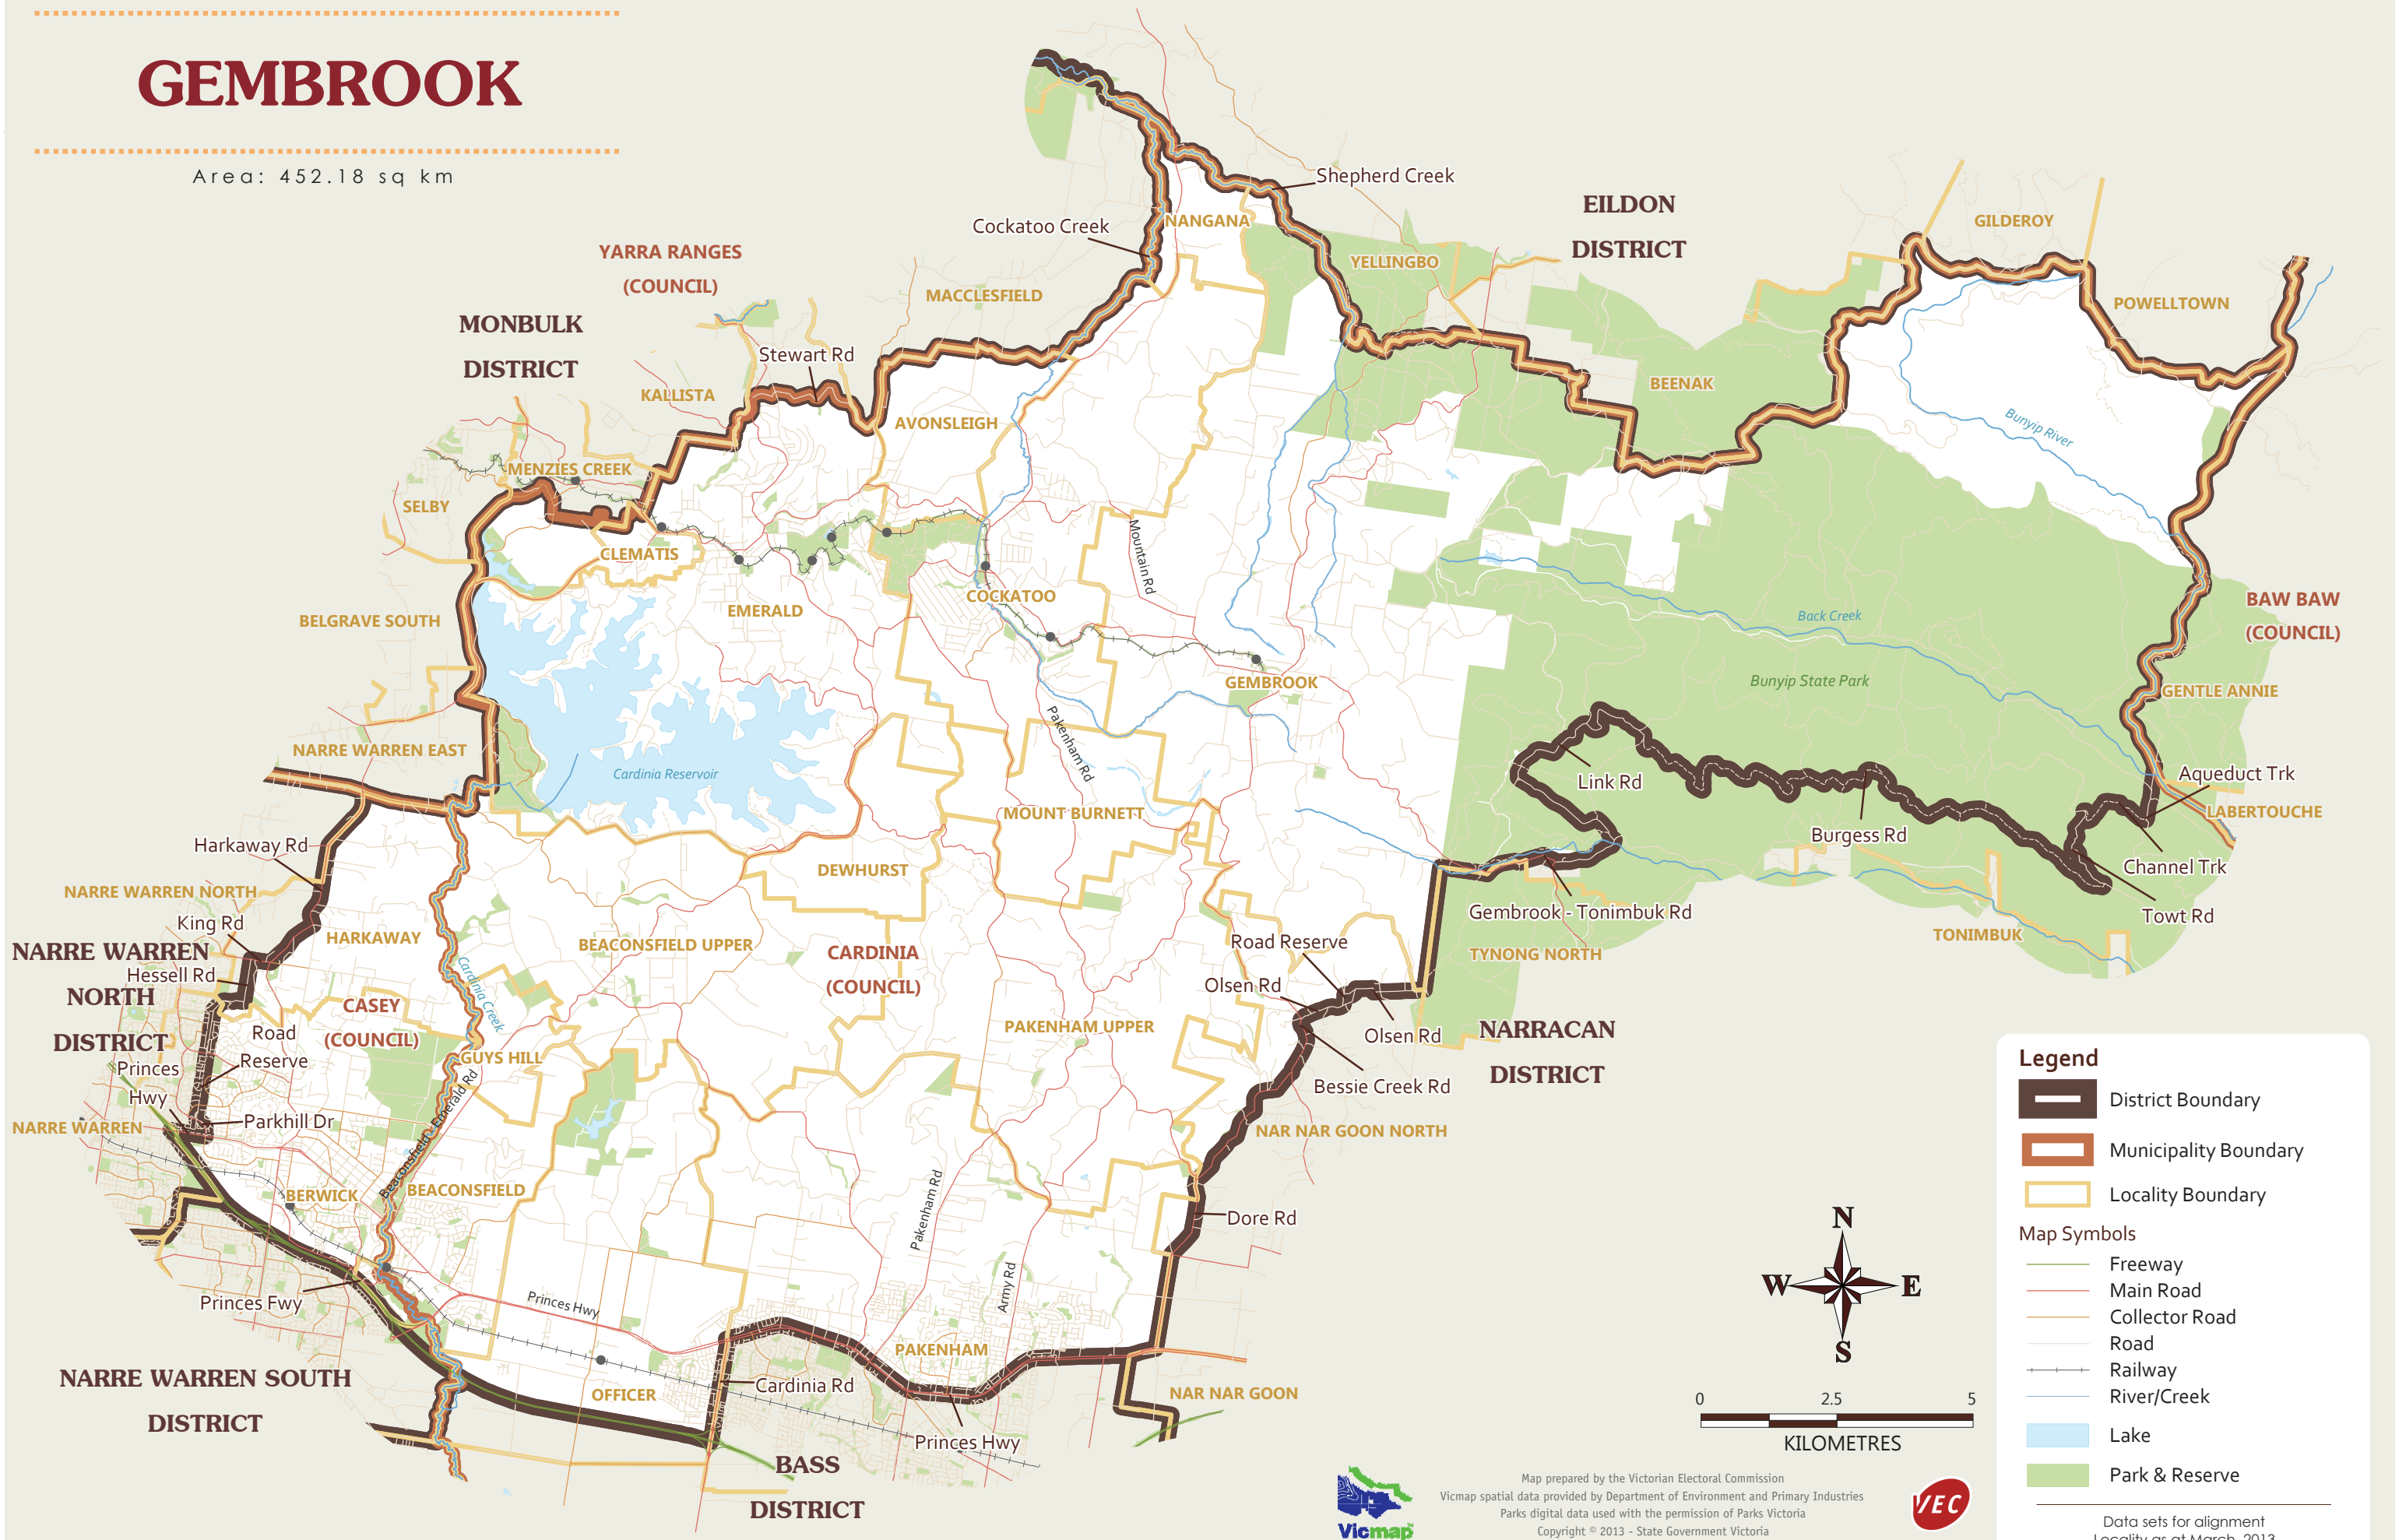 GEMBROOK
Area: 452.18 sq km
Shepherd Creek
EILDON
DISTRICT
GILDEROY
NANGANA
Cockatoo Creek
YARRA RANGES
(COUNCIL)
YELLINGBO
MACCLESFIELD
POWELLTOWN
MONBULK
DISTRICT
Stewart Rd
KALLISTA
BEENAK
AVONSLEIGH
Bunyip River
MENZIES CREEK
SELBY
Mountain Rd
CLEMATIS
COCKATOO
EMERALD
BELGRAVE SOUTH
Back Creek
BAW BAW
(COUNCIL)
GEMBROOK
Bunyip State Park
GENTLE ANNIE
Pakenham Rd
NARRE WARREN EAST
Cardinia Reservoir
Link Rd
Aqueduct Trk
MOUNT BURNETT
LABERTOUCHE
Harkaway Rd
Burgess Rd
DEWHURST
Channel Trk
NARRE WARREN NORTH
Gembrook - Tonimbuk Rd
Towt Rd
King Rd
HARKAWAY
BEACONSFIELD UPPER
Road Reserve
TONIMBUK
NARRE WARREN
NORTH
DISTRICT
CARDINIA
(COUNCIL)
TYNONG NORTH
Hessell Rd
Cardinia Creek
Olsen Rd
CASEY
(COUNCIL)
Road
Reserve
PAKENHAM UPPER
Olsen Rd
NARRACAN
DISTRICT
GUYS HILL
Princes
Hwy
Bessie Creek Rd
Parkhill Dr
NARRE WARREN
NAR NAR GOON NORTH
Beaconsfield - Emerald Rd
BERWICK
BEACONSFIELD
Pakenham Rd
Dore Rd
Army Rd
Princes Fwy
Princes Hwy
PAKENHAM
NARRE WARREN SOUTH
DISTRICT
OFFICER
Cardinia Rd
NAR NAR GOON
Princes Hwy
BASS
DISTRICT
N
W
E
S
0 2.5 5
KILOMETRES
Legend
District Boundary
Municipality Boundary
Locality Boundary
Map Symbols
Freeway
Main Road
Collector Road
Road
Railway
River/Creek
Lake
Park & Reserve
Data sets for alignment
Locality as at March, 2013
Vicmap
Map prepared by the Victorian Electoral Commission
Vicmap spatial data provided by Department of Environment and Primary Industries
Parks digital data used with the permission of Parks Victoria
Copyright © 2013 - State Government Victoria
VEC